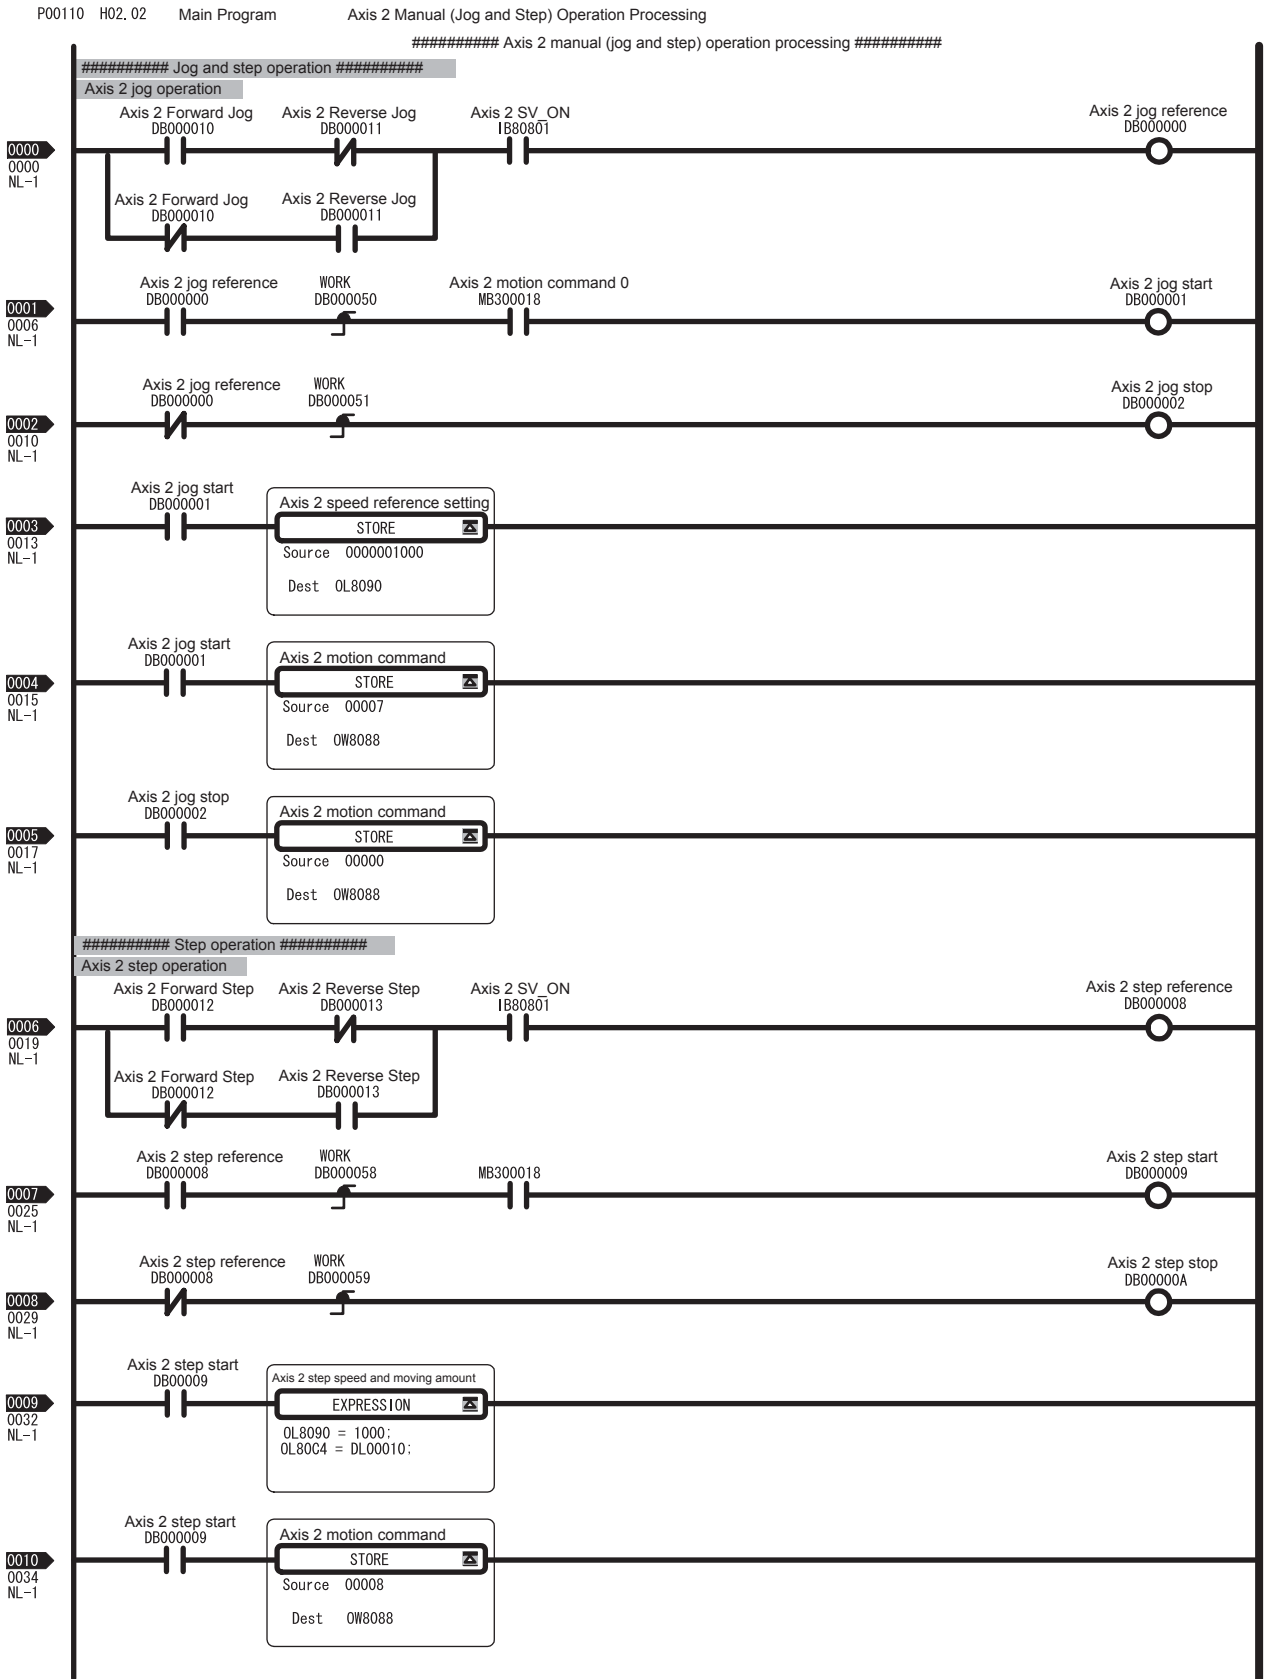 P00110 H02.02 Main Program Axis 2 Manual (Jog and Step) Operation Processing
########## Axis 2 manual (jog and step) operation processing ##########
########## Jog and step operation ##########
Axis 2 jog operation
Axis 2 Forward Jog Axis 2 Reverse Jog Axis 2 SV_ON Axis 2 jog reference
DB000010 DB000011 IB80801 DB000000
0000
0000
NL-1
Axis 2 Forward Jog Axis 2 Reverse Jog
DB000010 DB000011
Axis 2 jog reference WORK Axis 2 motion command 0 Axis 2 jog start
DB000000 DB000050 MB300018 DB000001
0001
0006
NL-1
Axis 2 jog reference WORK Axis 2 jog stop
DB000000 DB000051 DB000002
0002
0010
NL-1
Axis 2 jog start
DB000001
Axis 2 speed reference setting
0003
0013
NL-1
STORE
Source 0000001000
Dest OL8090
Axis 2 jog start
DB000001
Axis 2 motion command
0004
0015
NL-1
STORE
Source 00007
Dest OW8088
Axis 2 jog stop
DB000002
Axis 2 motion command
0005
0017
NL-1
STORE
Source 00000
Dest OW8088
########## Step operation ##########
Axis 2 step operation
Axis 2 Forward Step Axis 2 Reverse Step Axis 2 SV_ON Axis 2 step reference
DB000012 DB000013 IB80801 DB000008
0006
0019
NL-1
Axis 2 Forward Step Axis 2 Reverse Step
DB000012 DB000013
Axis 2 step reference WORK Axis 2 step start
DB000008 DB000058 MB300018 DB000009
0007
0025
NL-1
Axis 2 step reference WORK Axis 2 step stop
DB000008 DB000059 DB00000A
0008
0029
NL-1
Axis 2 step start
DB00009
Axis 2 step speed and moving amount
0009
0032
NL-1
EXPRESSION
OL8090 = 1000;
OL80C4 = DL00010;
Axis 2 step start
DB000009
Axis 2 motion command
0010
0034
NL-1
STORE
Source 00008
Dest OW8088